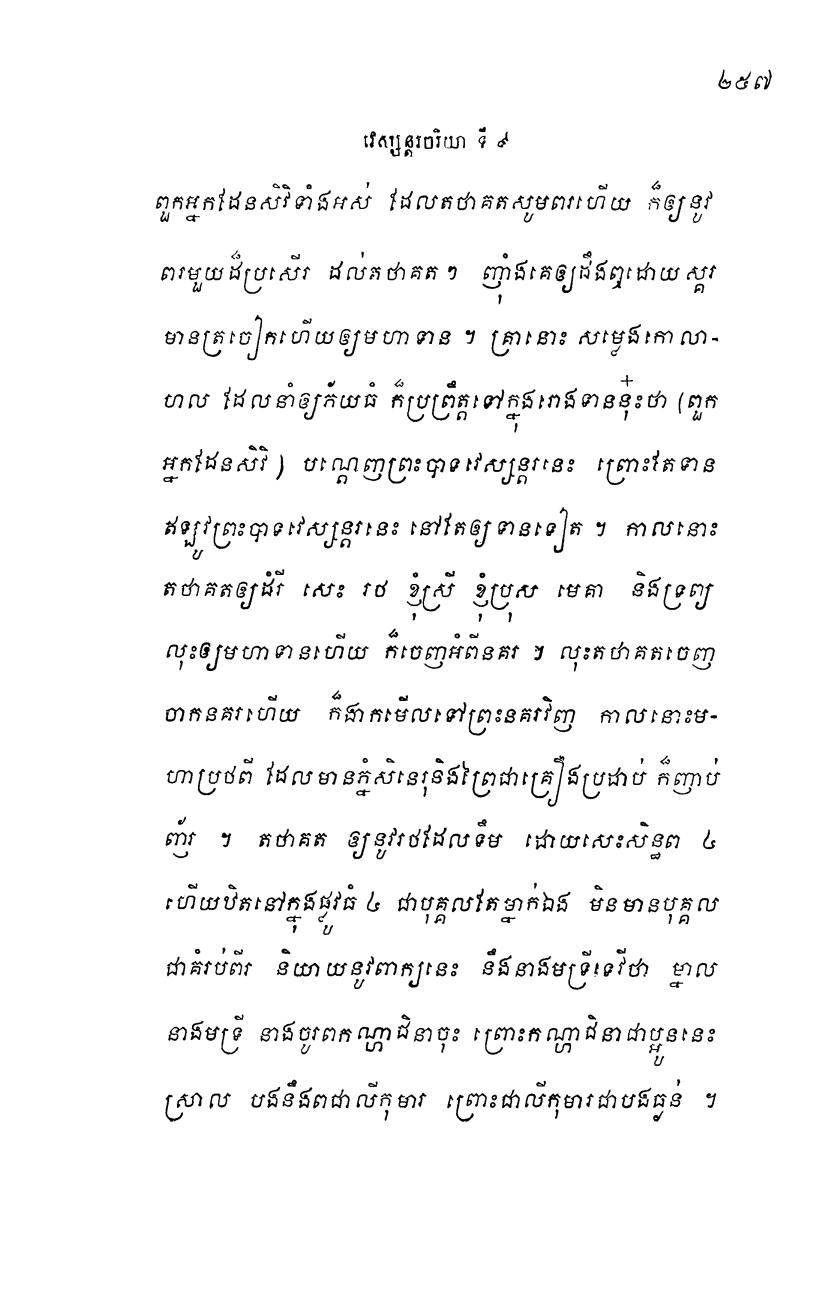 ២៥៧
វេស្សន្តរចរិយា ទី ៩
ពួកអ្នកដែនសិវិទាំងអស់ ដែលតថាគតសូមពរហើយ ក៏ឲ្យនូវ
ពរមួយដ៏ប្រសើរ ដល់តថាគត។ ញ៉ាំងគេឲ្យដឹងឮដោយស្គរ
មានត្រចៀកហើយឲ្យមហាទាន ។ គ្រានោះ សម្លេងកោលា-
ហល ដែលនាំឲ្យភ័យធំ ក៏ប្រព្រឹត្តទៅក្នុងរោងទាននុ៎ះថា (ពួក
អ្នកដែនសិវិ) បណ្តេញព្រះបាទវេស្សន្តរនេះ ព្រោះតែទាន
ឥឡូវព្រះបាទវេស្សន្តរនេះ នៅតែឲ្យទានទៀត ។ កាលនោះ
តថាគតឲ្យដំរី សេះ រថ ខ្ញុំស្រី ខ្ញុំប្រុស មេគោ និងទ្រព្យ
លុះឲ្យមហាទានហើយ ក៏ចេញអំពីនគរ ។ លុះតថាគតចេញ
ចាកនគរហើយ ក៏ងាកមើលទៅព្រះនគរវិញ កាលនោះម-
ហាប្រថពី ដែលមានភ្នំសិនេរុនិងព្រៃជាគ្រឿងប្រដាប់ ក៏ញាប់
ញ័រ ។ តថាគត ឲ្យនូវរថដែលទឹម ដោយសេះសិន្ធព ៤
ហើយឋិតនៅក្នុងផ្លូវធំ ៤ ជាបុគ្គលតែម្នាក់ឯង មិនមានបុគ្គល
ជាគំរប់ពីរ និយាយនូវពាក្យនេះ នឹងនាងមទ្រីទេវីថា ម្នាល
នាងមទ្រី នាងចូរពកណ្ហាជិនាចុះ ព្រោះកណ្ហាជិនាជាប្អូននេះ
ស្រាល បងនឹងពជាលីកុមារ ព្រោះជាលីកុមារជាបងធ្ងន់ ។